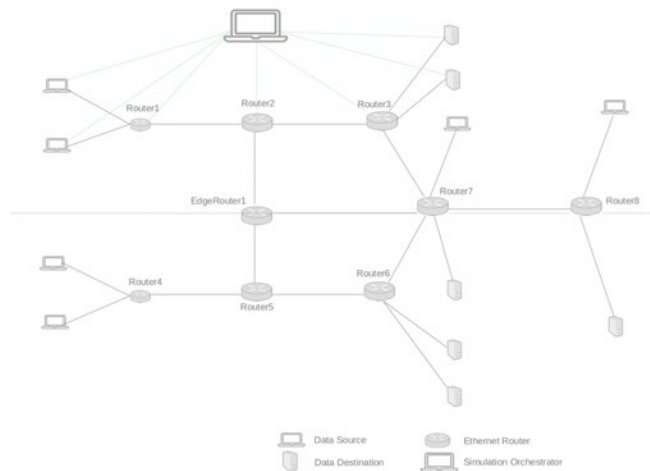 Router1
Router2
Router3
Router7
EdgeRouter1
Router8
Router4
Router5
Router6
Data Source
Ethernet Router
Data Destination
Simulation Orchestrator